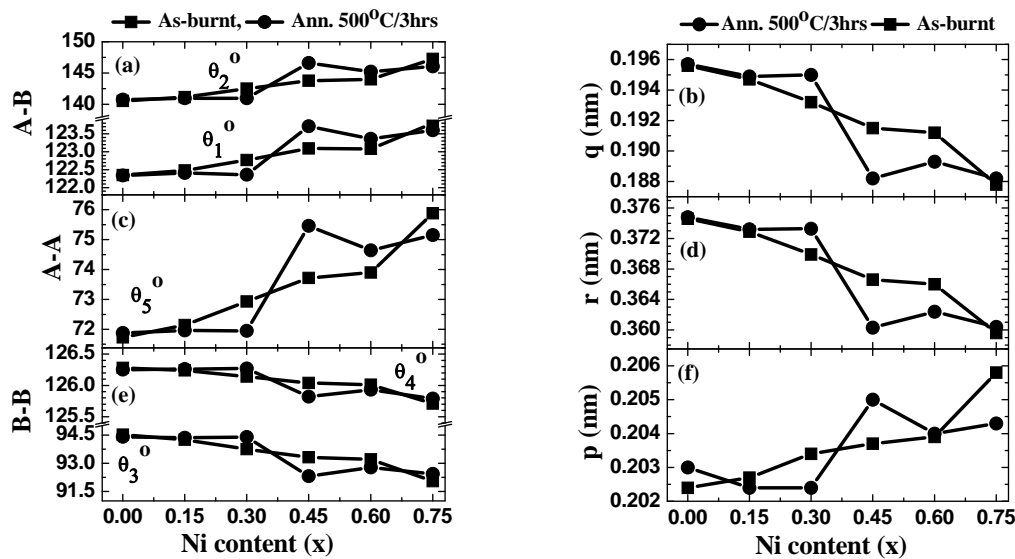 As-burnt, Ann. 500°C/3hrs
A-B
150
145
140
123.5
122.5
122.0
(a)
θ2°
θ1°
A-A
76
75
74
73
72
(c)
θ5°
B-B
126.5
126.0
125.5
94.5
93.0
91.5
(e)
θ4°
θ3°
0.00 0.15 0.30 0.45 0.60 0.75
Ni content (x)
Ann. 500°C/3hrs As-burnt
q (nm)
0.196
0.194
0.192
0.190
0.188
(b)
r (nm)
0.376
0.372
0.368
0.364
0.360
(d)
p (nm)
0.206
0.205
0.204
0.203
0.202
(f)
0.00 0.15 0.30 0.45 0.60 0.75
Ni content (x)